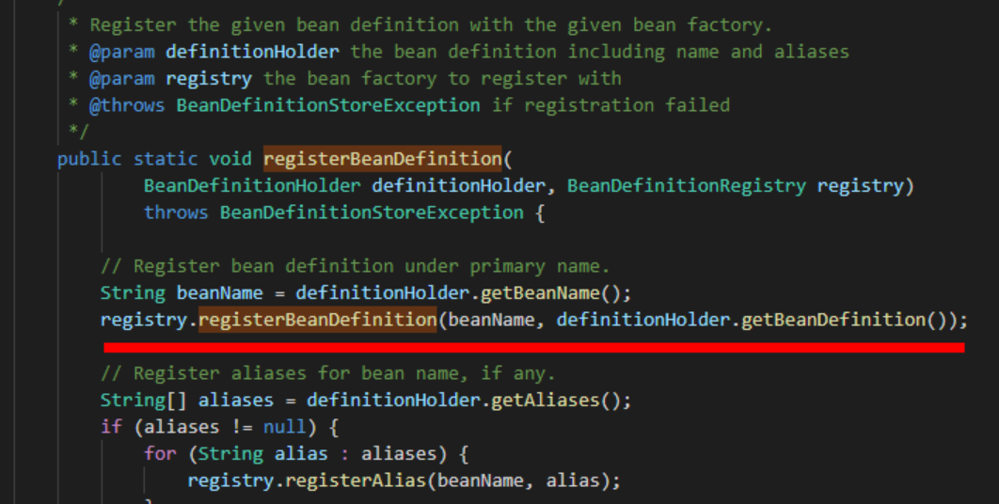 * Register the given bean definition with the given bean factory.
* @param definitionHolder the bean definition including name and aliases
* @param registry the bean factory to register with
* @throws BeanDefinitionStoreException if registration failed
*/
public static void registerBeanDefinition(
BeanDefinitionHolder definitionHolder, BeanDefinitionRegistry registry)
throws BeanDefinitionStoreException {
// Register bean definition under primary name.
String beanName = definitionHolder.getBeanName();
registry.registerBeanDefinition(beanName, definitionHolder.getBeanDefinition());
// Register aliases for bean name, if any.
String[] aliases = definitionHolder.getAliases();
if (aliases != null) {
for (String alias : aliases) {
registry.registerAlias(beanName, alias);